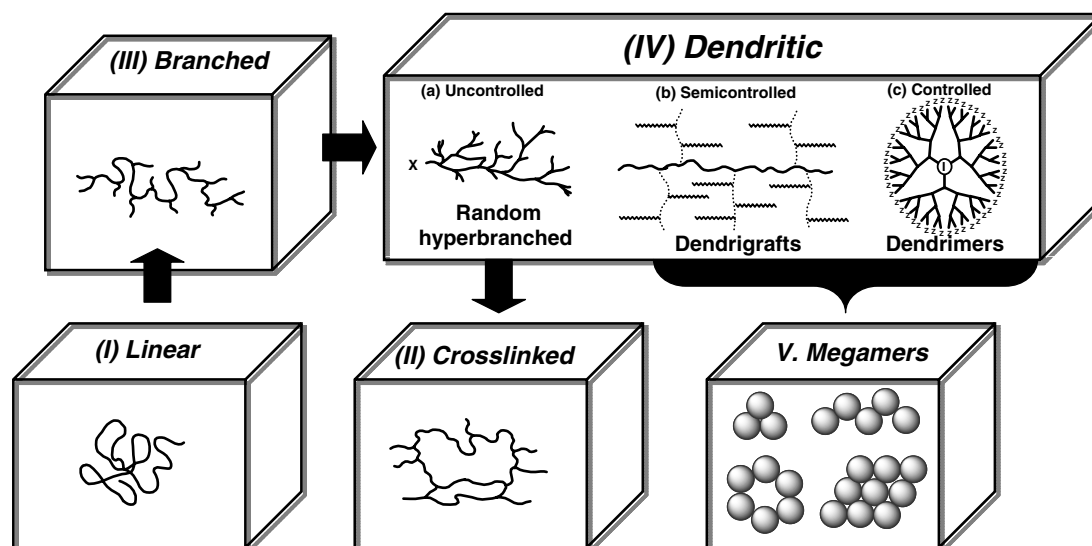 (III) Branched
(IV) Dendritic
(a) Uncontrolled
(b) Semicontrolled
(c) Controlled
X
I
Z Z Z Z Z Z Z Z Z Z Z Z Z Z Z Z Z Z Z Z Z Z Z Z Z Z Z Z Z Z Z Z Z Z Z Z
Random
hyperbranched
Dendrigrafts
Dendrimers
(I) Linear
(II) Crosslinked
V. Megamers